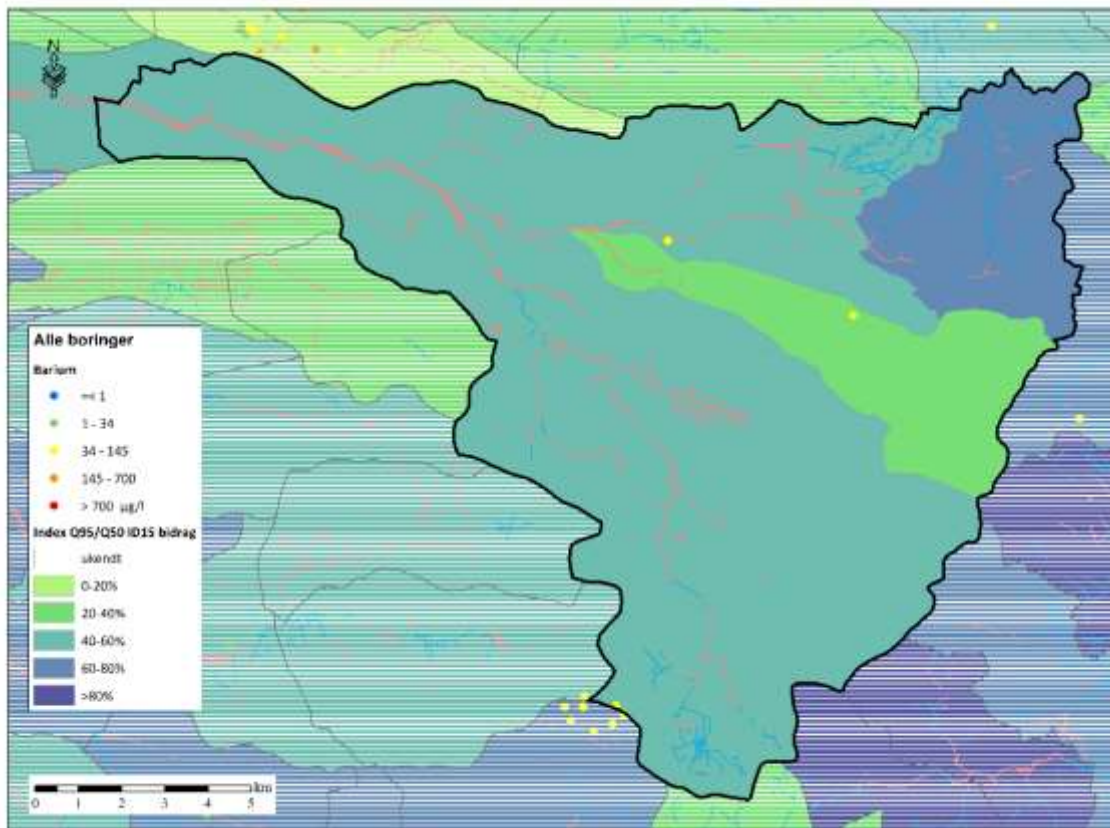 N
Alle boringer
Barium
=< 1
1 - 34
34 - 145
145 - 700
> 700 µg/l
Index Q95/Q50 ID15 bidrag
ukendt
0-20%
20-40%
40-60%
60-80%
>80%
km
0 1 2 3 4 5